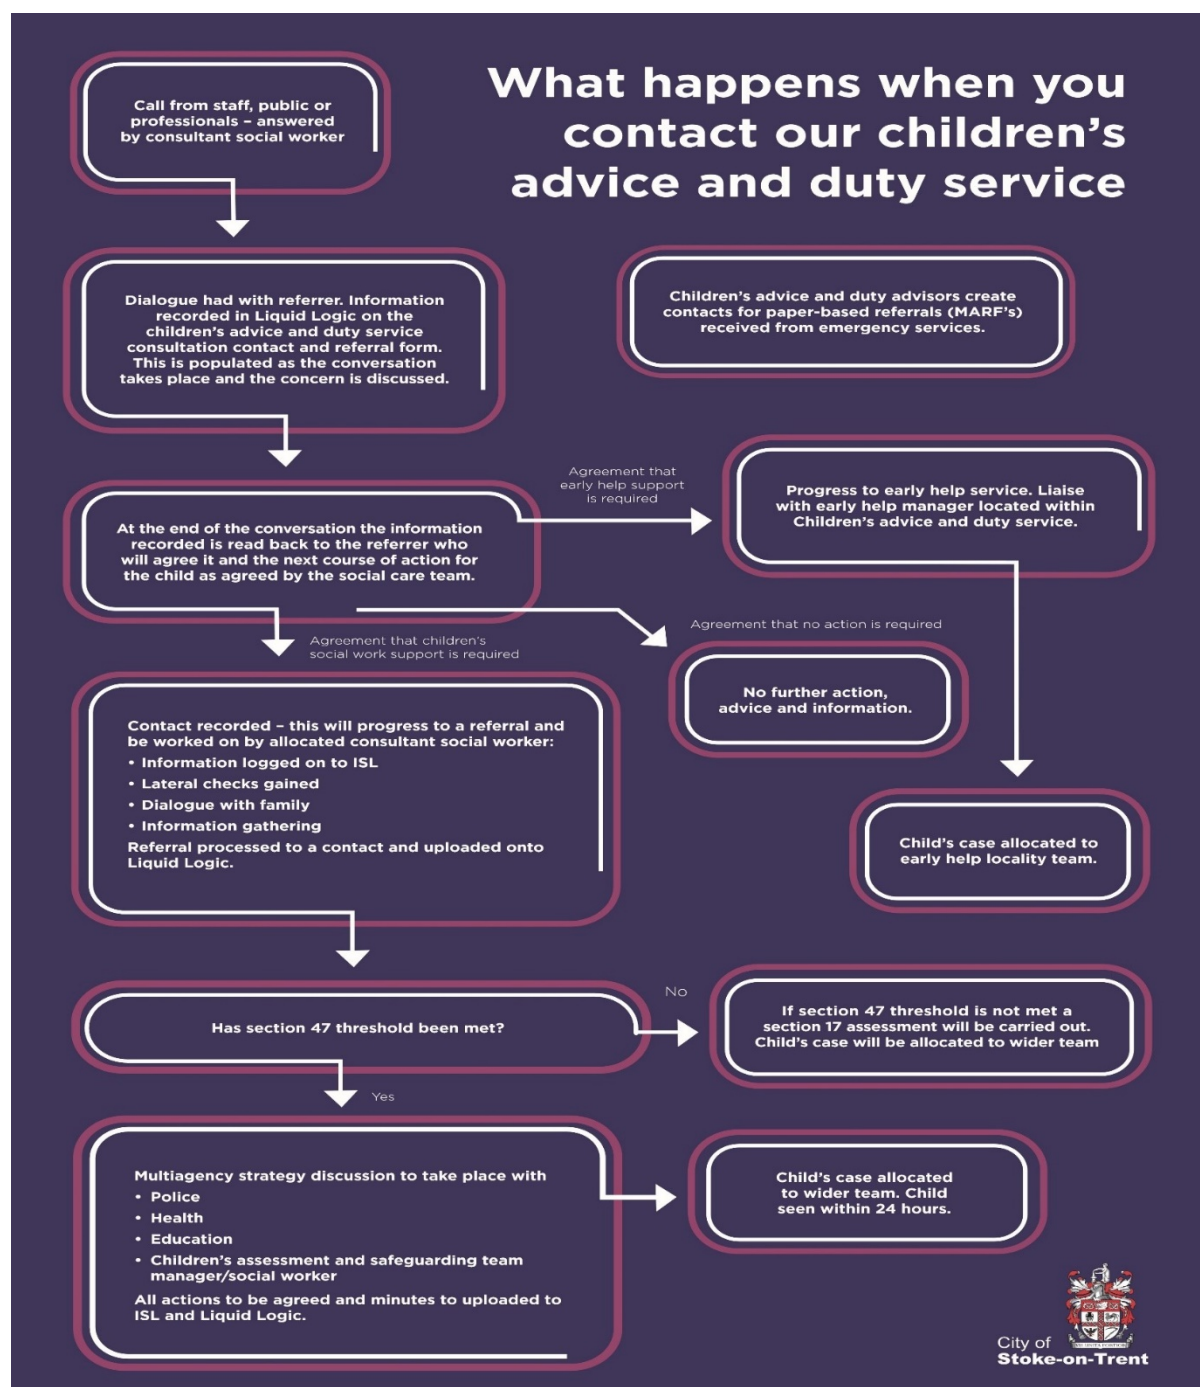 What happens when you
contact our children's
advice and duty service
Call from staff, public or
professionals – answered
by consultant social worker
Dialogue had with referrer. Information
recorded in Liquid Logic on the
children's advice and duty service
consultation contact and referral form.
This is populated as the conversation
takes place and the concern is discussed.
Children's advice and duty advisors create
contacts for paper-based referrals (MARF's)
received from emergency services.
At the end of the conversation the information
recorded is read back to the referrer who
will agree it and the next course of action for
the child as agreed by the social care team.
Agreement that
early help support
is required
Progress to early help service. Liaise
with early help manager located within
Children's advice and duty service.
Agreement that children's
social work support is required
Agreement that no action is required
No further action,
advice and information.
Contact recorded – this will progress to a referral and
be worked on by allocated consultant social worker:
• Information logged on to ISL
• Lateral checks gained
• Dialogue with family
• Information gathering
Referral processed to a contact and uploaded onto
Liquid Logic.
Child's case allocated to
early help locality team.
Has section 47 threshold been met?
No
If section 47 threshold is not met a
section 17 assessment will be carried out.
Child's case will be allocated to wider team
Yes
Multiagency strategy discussion to take place with
• Police
• Health
• Education
• Children's assessment and safeguarding team
manager/social worker
All actions to be agreed and minutes to uploaded to
ISL and Liquid Logic.
Child's case allocated
to wider team. Child
seen within 24 hours.
City of
Stoke-on-Trent